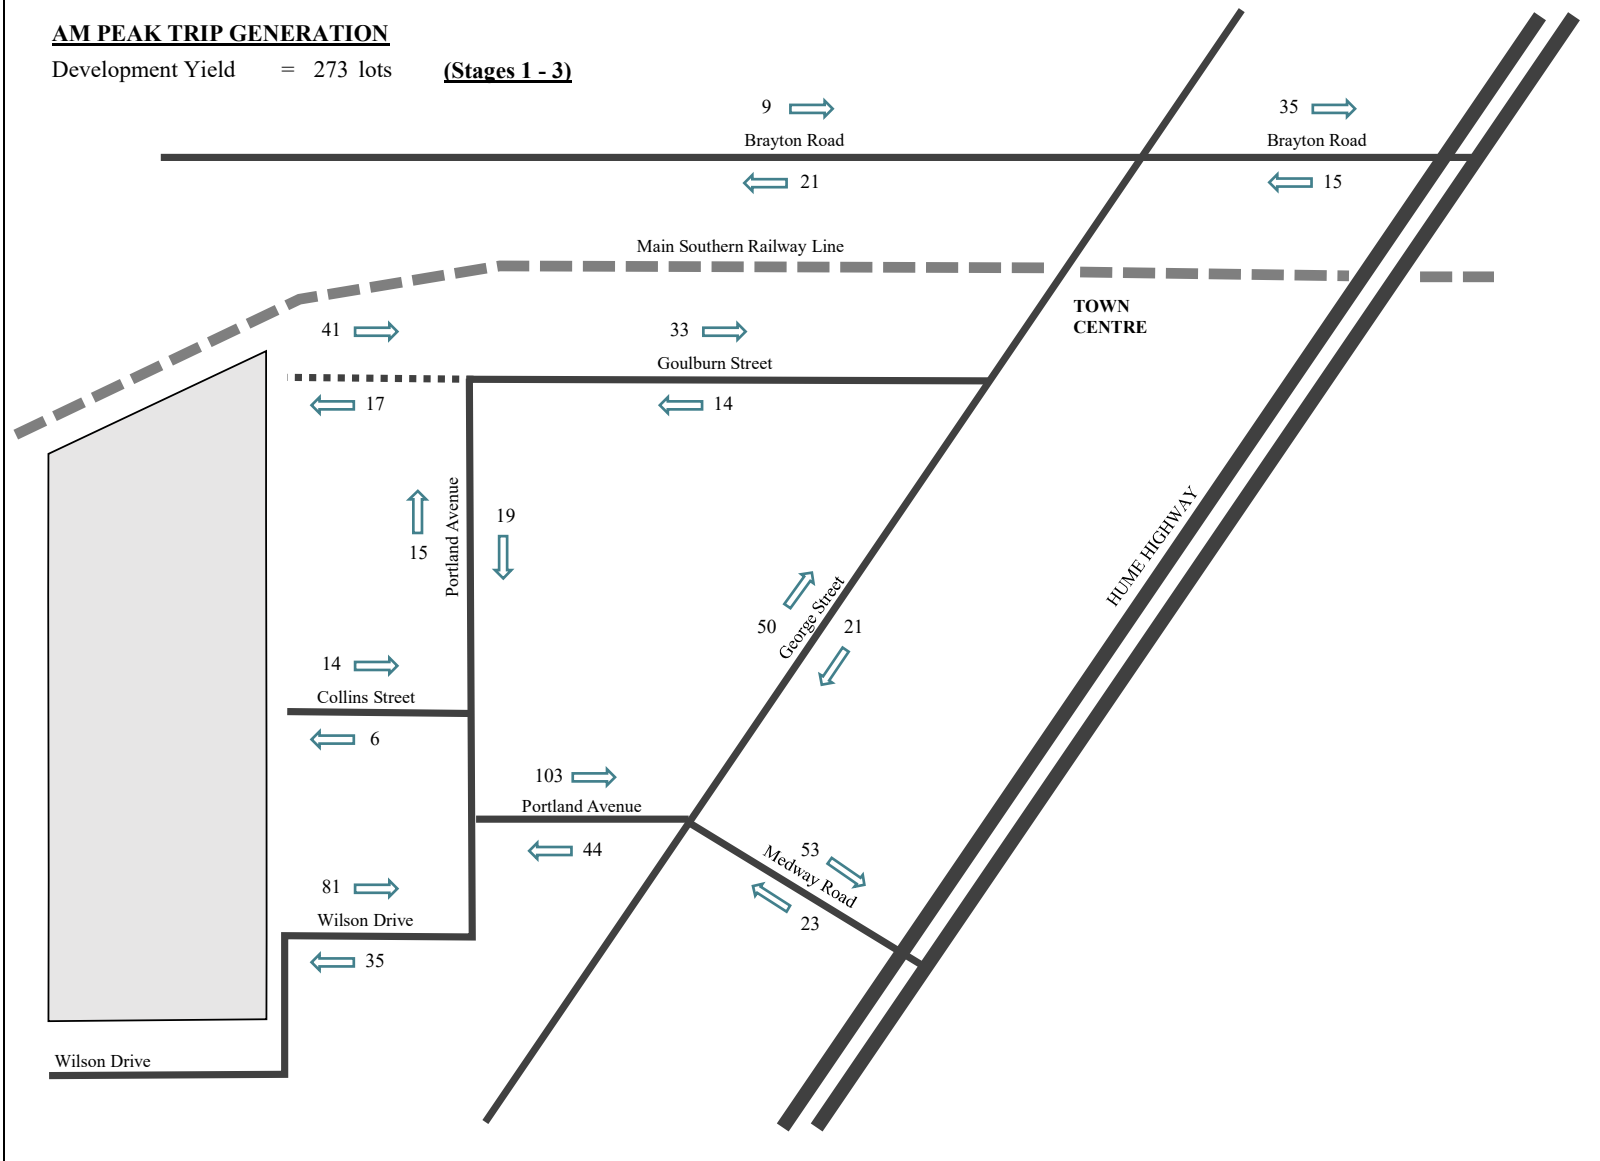 AM PEAK TRIP GENERATION
Development Yield = 273 lots (Stages 1 - 3)
9
35
Brayton Road
Brayton Road
21
15
Main Southern Railway Line
TOWN
CENTRE
41
33
Goulburn Street
17
14
Portland Avenue
19
15
HUME HIGHWAY
George Street
50
21
14
Collins Street
6
103
Portland Avenue
44
53
Medway Road
23
81
Wilson Drive
35
Wilson Drive